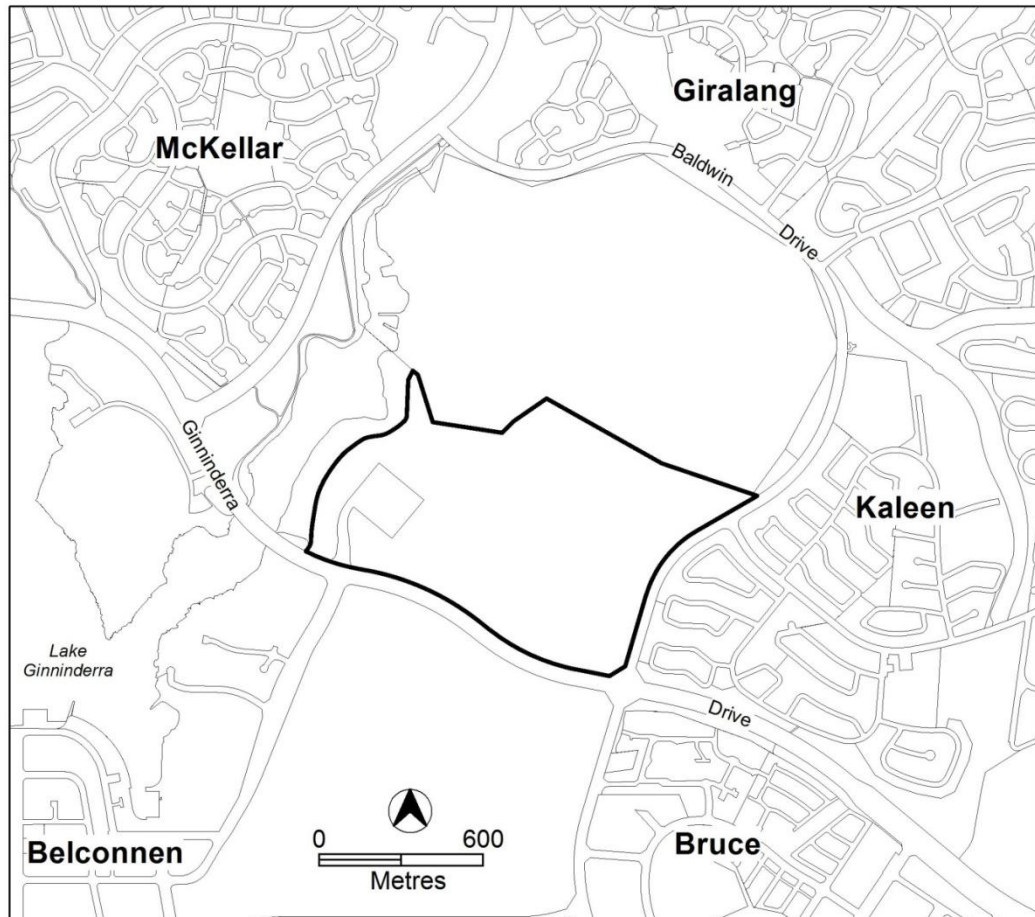 Giralang
McKellar
Baldwin
Drive
Ginninderra
Kaleen
Lake
Ginninderra
Drive
0 600
Metres
Belconnen
Bruce